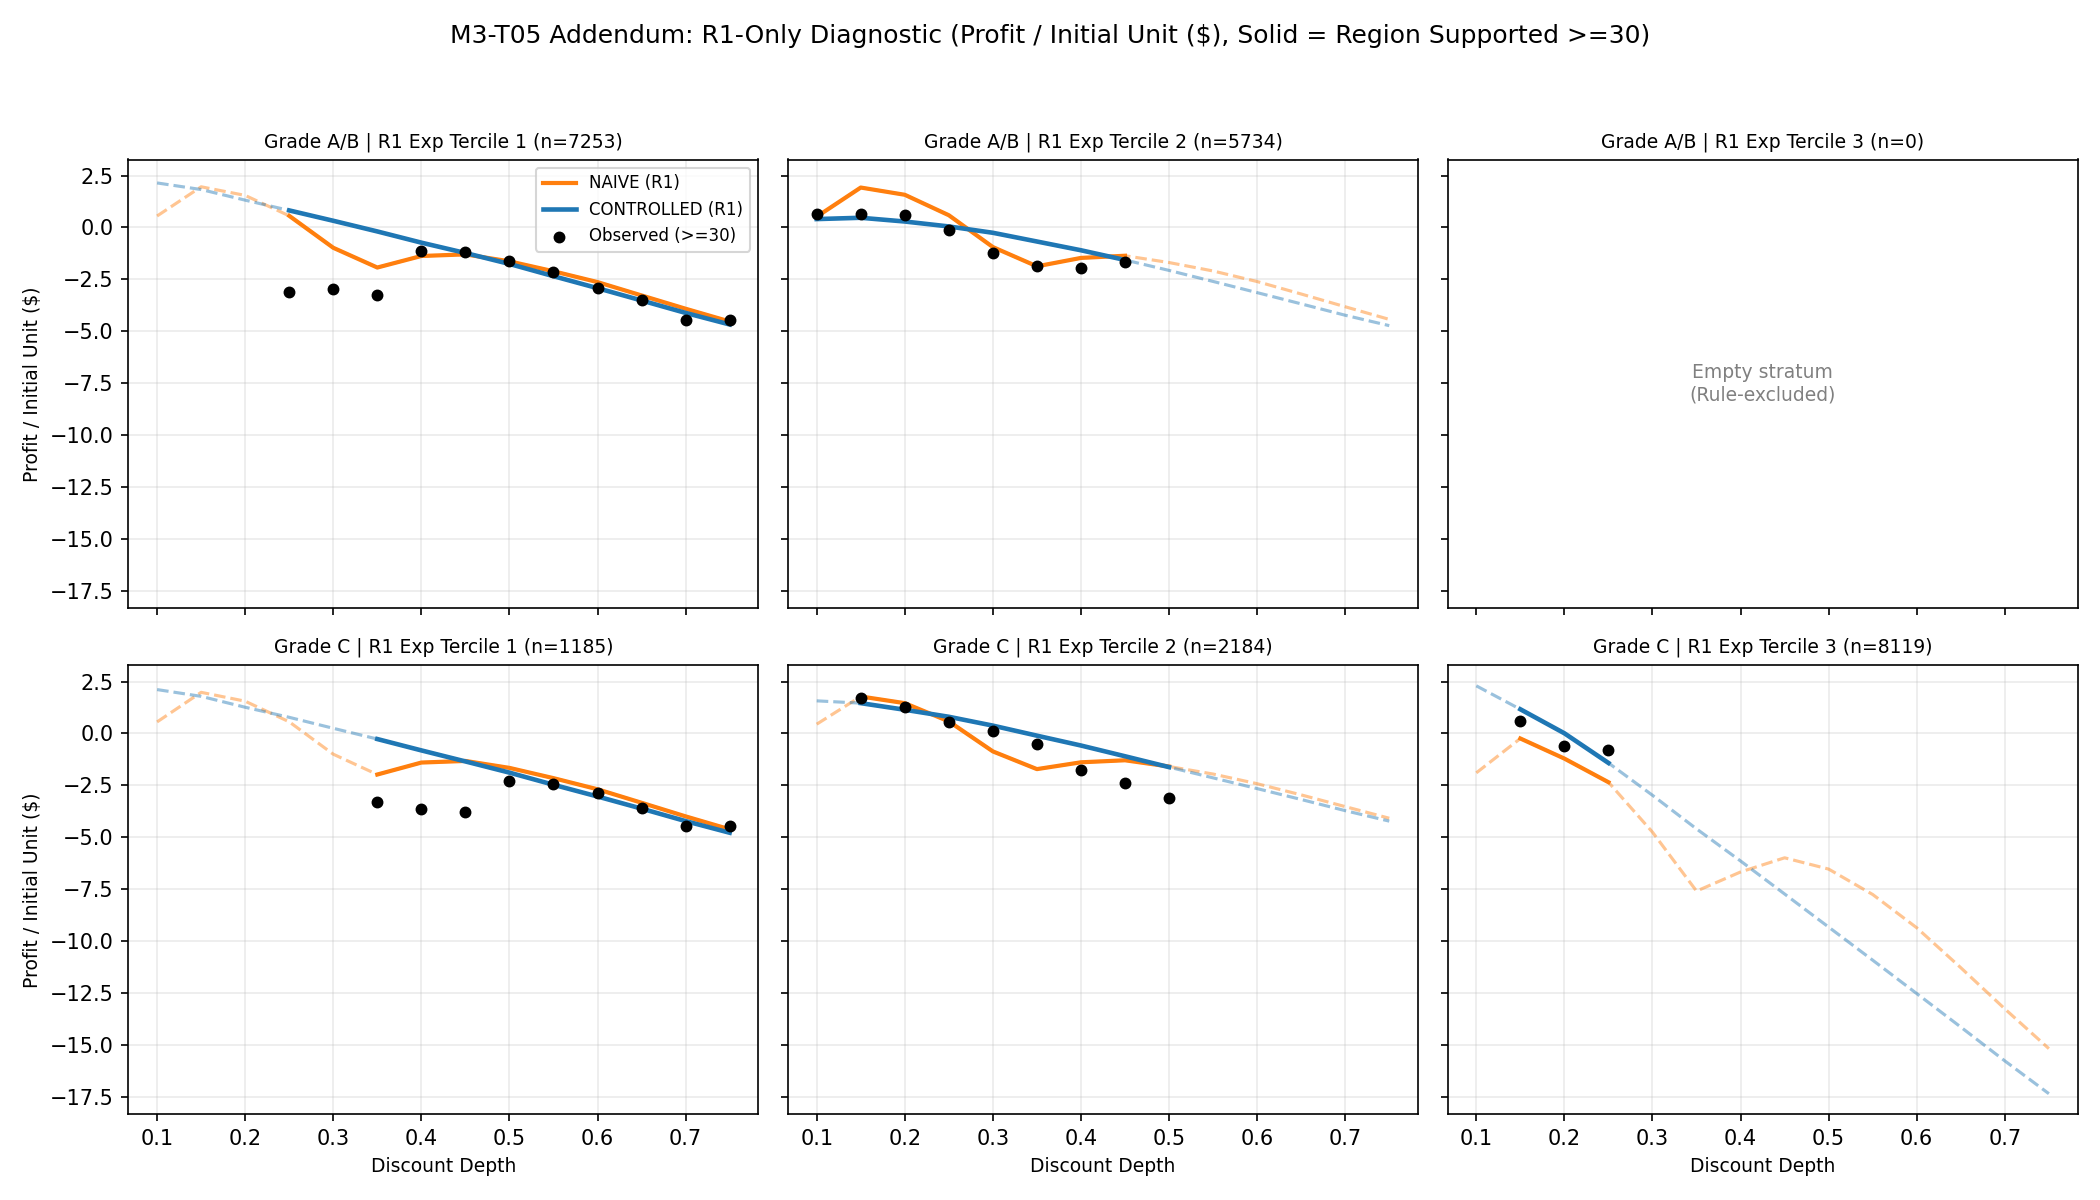 M3-T05 Addendum: R1-Only Diagnostic (Profit / Initial Unit ($), Solid = Region Supported >=30)
Grade A/B | R1 Exp Tercile 1 (n=7253)
Grade A/B | R1 Exp Tercile 2 (n=5734)
Grade A/B | R1 Exp Tercile 3 (n=0)
Profit / Initial Unit ($)
2.5
0.0
−2.5
−5.0
−7.5
−10.0
−12.5
−15.0
−17.5
NAIVE (R1)
CONTROLLED (R1)
Observed (>=30)
Empty stratum
(Rule-excluded)
Grade C | R1 Exp Tercile 1 (n=1185)
Grade C | R1 Exp Tercile 2 (n=2184)
Grade C | R1 Exp Tercile 3 (n=8119)
Profit / Initial Unit ($)
2.5
0.0
−2.5
−5.0
−7.5
−10.0
−12.5
−15.0
−17.5
0.1 0.2 0.3 0.4 0.5 0.6 0.7
0.1 0.2 0.3 0.4 0.5 0.6 0.7
0.1 0.2 0.3 0.4 0.5 0.6 0.7
Discount Depth
Discount Depth
Discount Depth